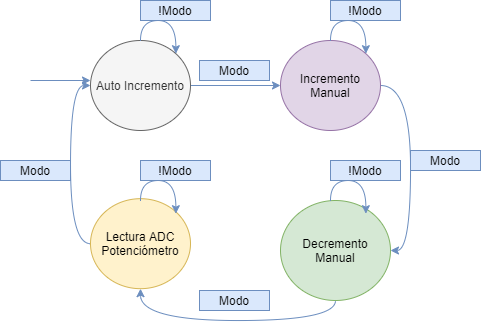 !Modo
!Modo
Auto Incremento
Modo
Incremento
Manual
Modo
!Modo
!Modo
Modo
Lectura ADC
Potenciómetro
Decremento
Manual
Modo